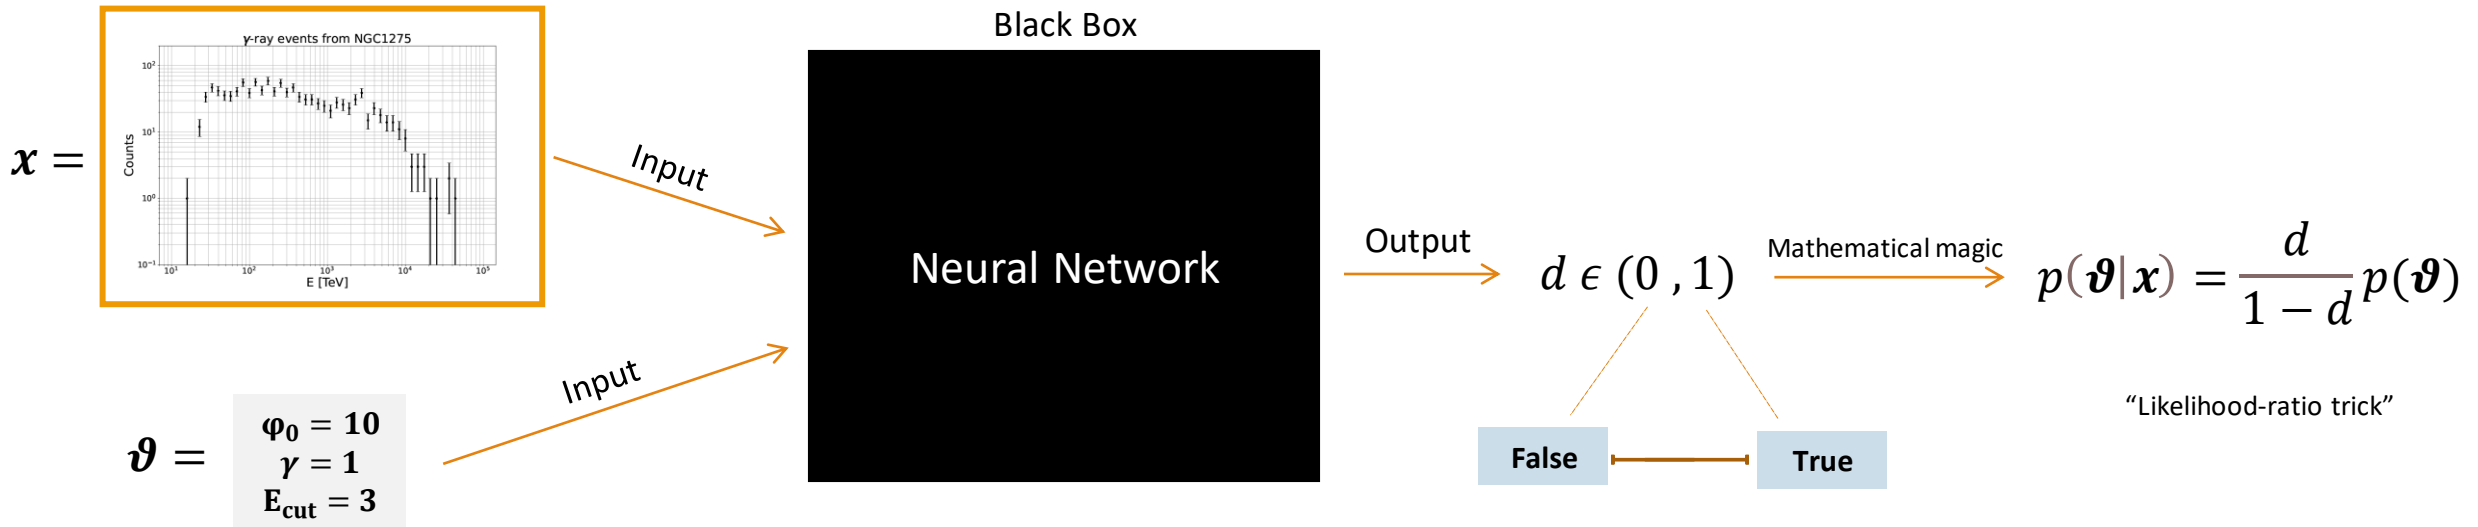 Black Box
γ-ray events from NGC1275
10²
10¹
10⁰
10⁻¹
Counts
10¹ 10² 10³ 10⁴ 10⁵
E [TeV]
x =
Input
Neural Network
Output
d ϵ (0 , 1)
Mathematical magic
p(ϑ|x) = d / 1 − d p(ϑ)
"Likelihood-ratio trick"
False
True
Input
ϑ =
φ₀ = 10
γ = 1
E_cut = 3